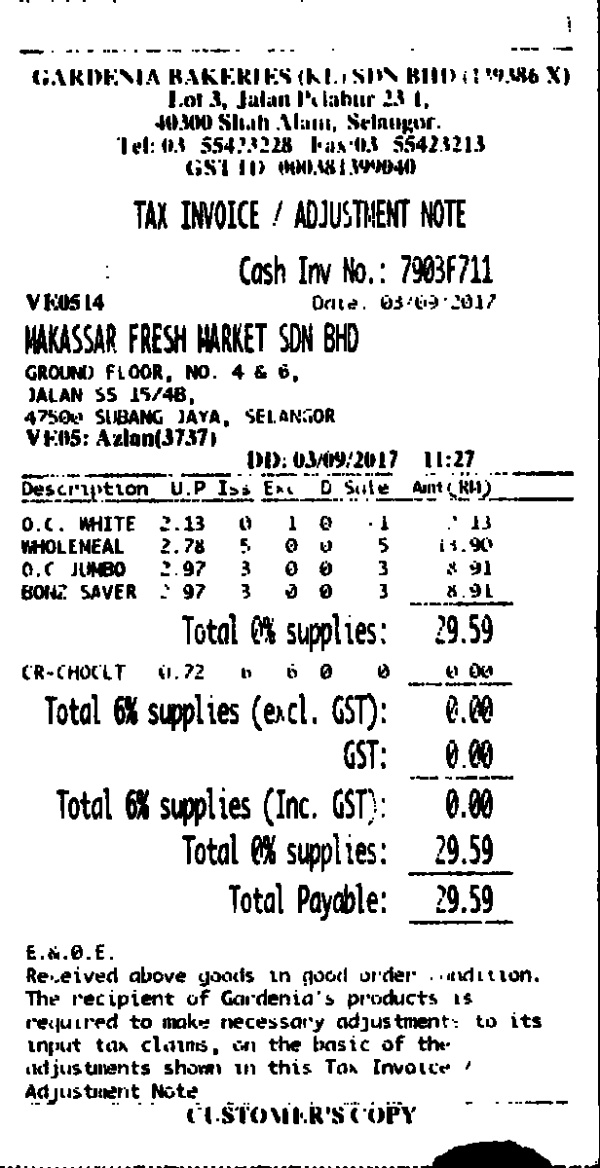 GARDENIA BAKERIES (KL) SDN BHD (139386 X)
Lot 3, Jalan Pelabur 23 1,
40300 Shah Alam, Selangor.
Tel: 03 55423228 Fax:03 55423213
GST ID 000381399040
TAX INVOICE / ADJUSTMENT NOTE
Cash Inv No.: 7903F711
VE0514 Date: 03/09/2017
MAKASSAR FRESH MARKET SDN BHD
GROUND FLOOR, NO. 4 & 6,
JALAN SS 15/4B,
47500 SUBANG JAYA, SELANGOR
VE05: Azlan(3737)
DD: 03/09/2017 11:27
Description U.P Iss Exc D Sale Amt(RM)
O.C. WHITE 2.13 0 1 0 -1 2.13
WHOLEMEAL 2.78 5 0 0 5 13.90
O.C JUMBO 2.97 3 0 0 3 8.91
BONZ SAVER 2.97 3 0 0 3 8.91
Total 0% supplies: 29.59
CR-CHOCLT 0.72 6 6 0 0 0.00
Total 6% supplies (excl. GST): 0.00
GST: 0.00
Total 6% supplies (Inc. GST): 0.00
Total 0% supplies: 29.59
Total Payable: 29.59
E.&.O.E.
Received above goods in good order condition.
The recipient of Gardenia's products is
required to make necessary adjustments to its
input tax claims, on the basic of the
adjustments shown in this Tax Invoice /
Adjustment Note
CUSTOMER'S COPY